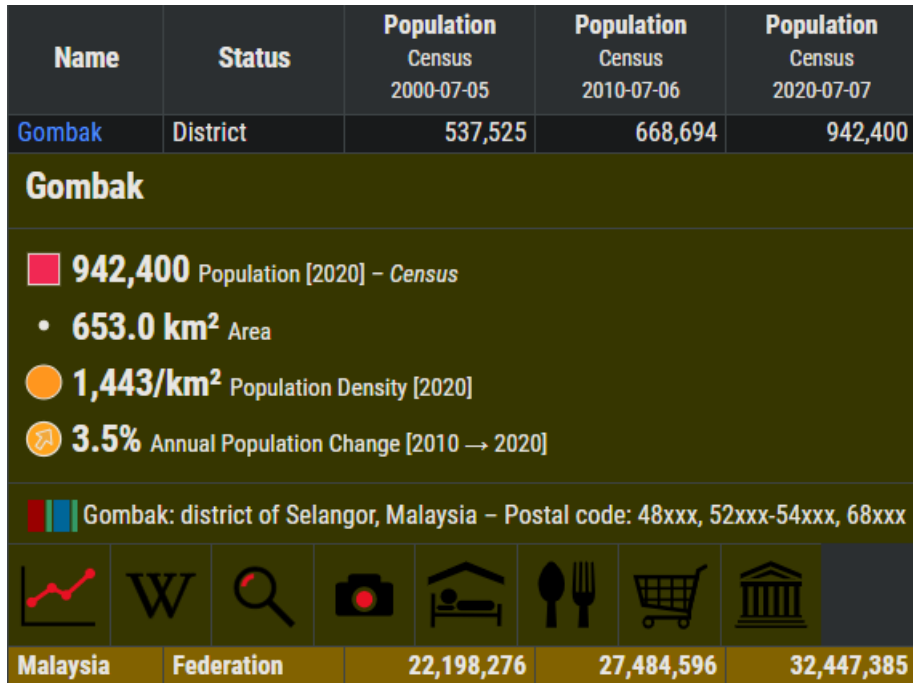 Name Status Population Population Population
Census Census Census
2000-07-05 2010-07-06 2020-07-07
Gombak District 537,525 668,694 942,400
Gombak
942,400 Population [2020] – Census
• 653.0 km² Area
1,443/km² Population Density [2020]
3.5% Annual Population Change [2010 → 2020]
Gombak: district of Selangor, Malaysia – Postal code: 48xxx, 52xxx-54xxx, 68xxx
W
Malaysia Federation 22,198,276 27,484,596 32,447,385